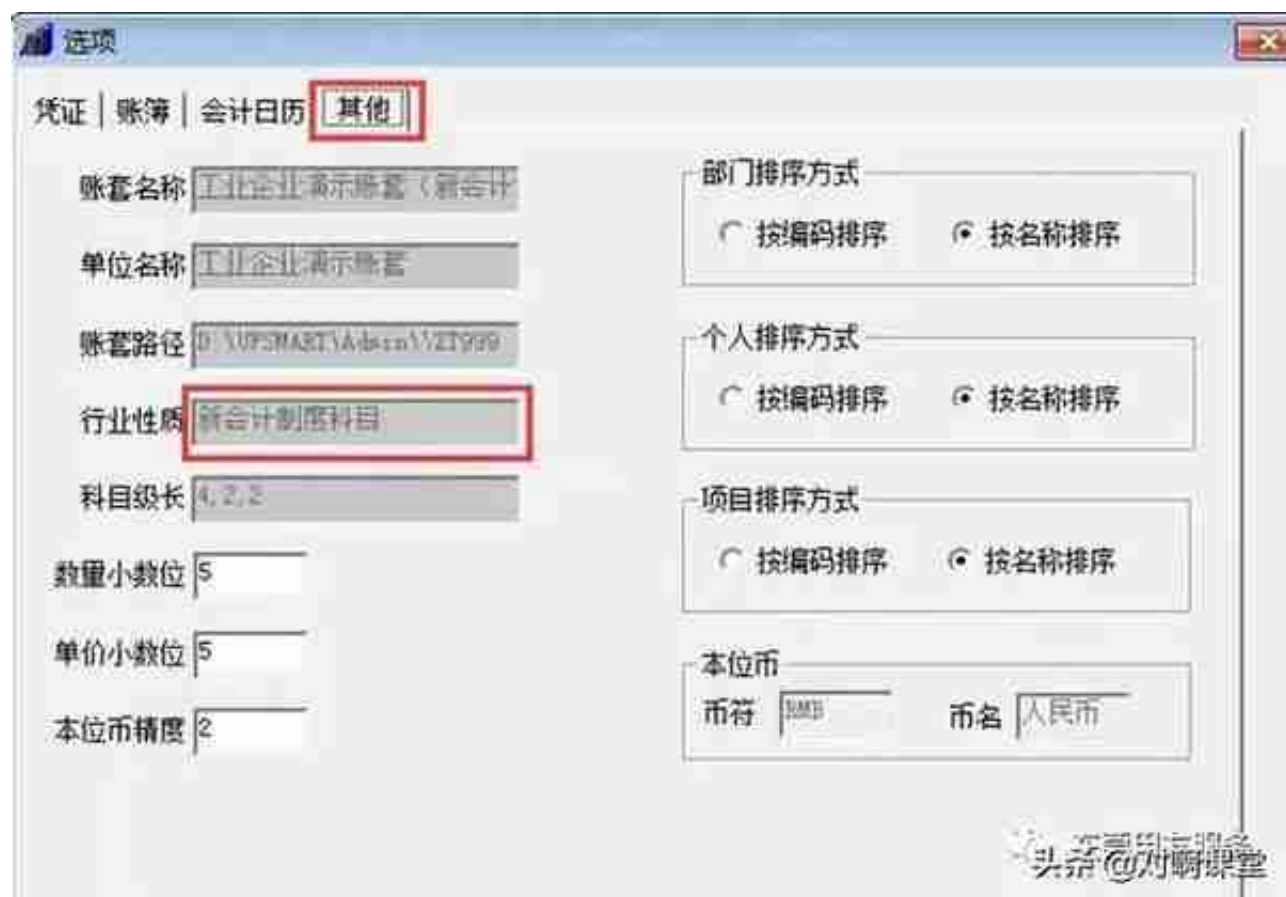 选项
凭证 账簿 会计日历 其他
账套名称 工业企业演示账套（新会计
单位名称 工业企业演示账套
账套路径 D:\UFSMART\Admin\\ZT999
行业性质 新会计制度科目
科目级长 4,2,2
数量小数位 5
单价小数位 5
本位币精度 2
部门排序方式
按编码排序 按名称排序
个人排序方式
按编码排序 按名称排序
项目排序方式
按编码排序 按名称排序
本位币
币符 RMB 币名 人民币
头条@对啊课堂